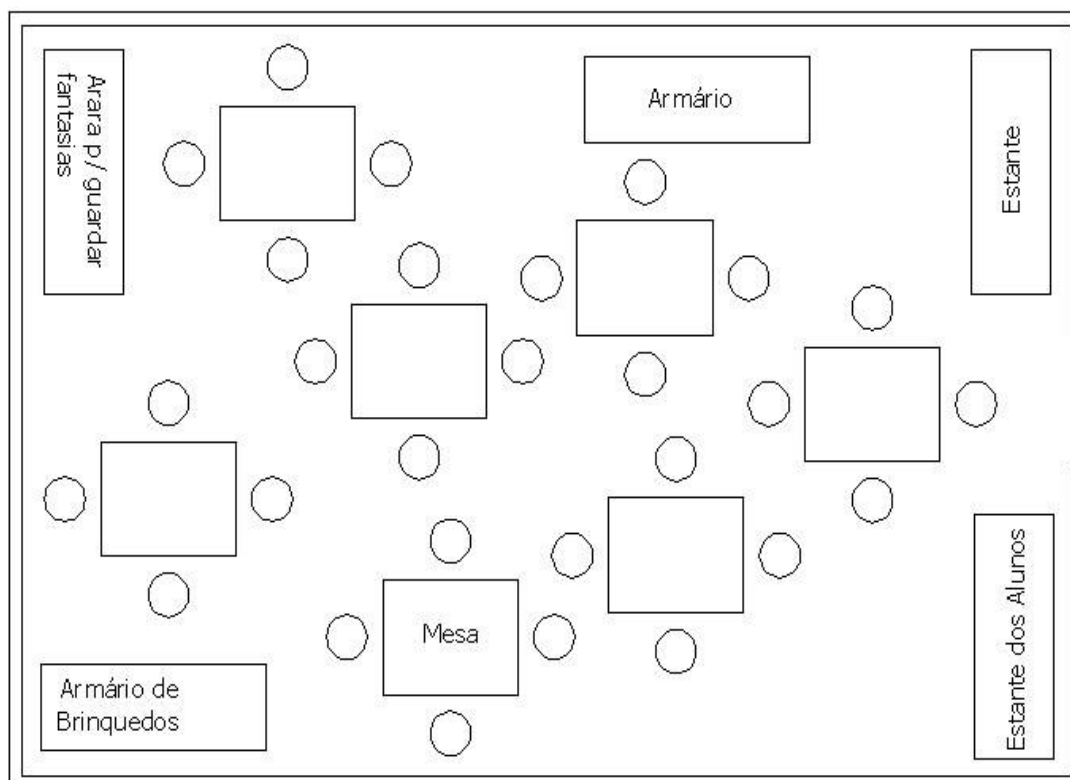 Arara p/ guardar
fantasias
Armário
Estante
Mesa
Armário de
Brinquedos
Estante dos Alunos